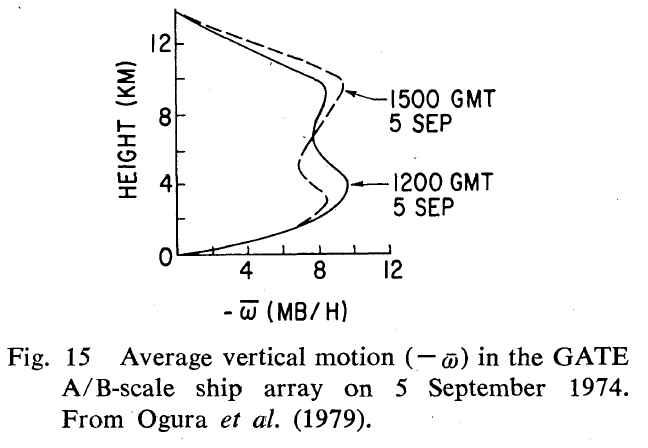 12
8
4
0
HEIGHT (KM)
1500 GMT
5 SEP
1200 GMT
5 SEP
4 8 12
- ω̅ (MB/H)
Fig. 15 Average vertical motion (−ω̅) in the GATE
A/B-scale ship array on 5 September 1974.
From Ogura et al. (1979).